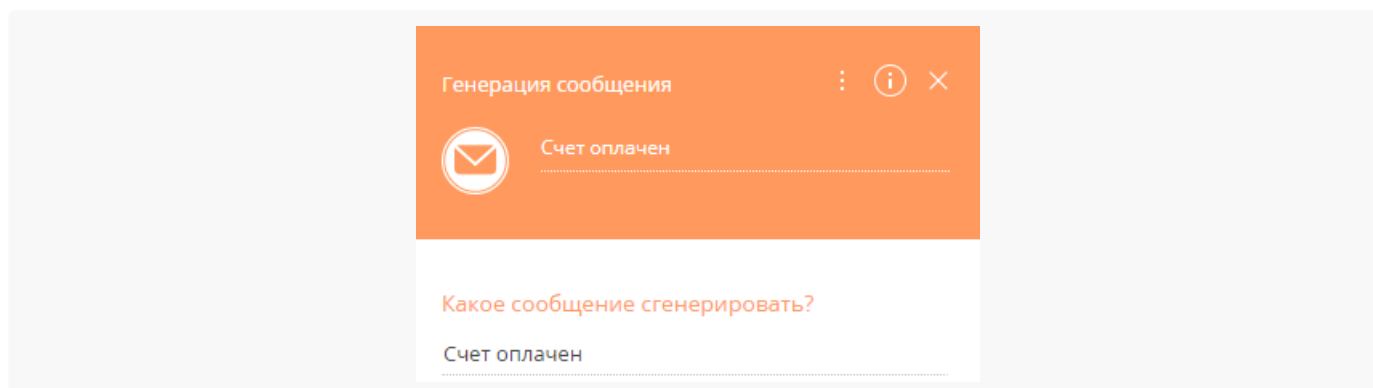 Генерация сообщения
Счет оплачен
Какое сообщение сгенерировать?
Счет оплачен